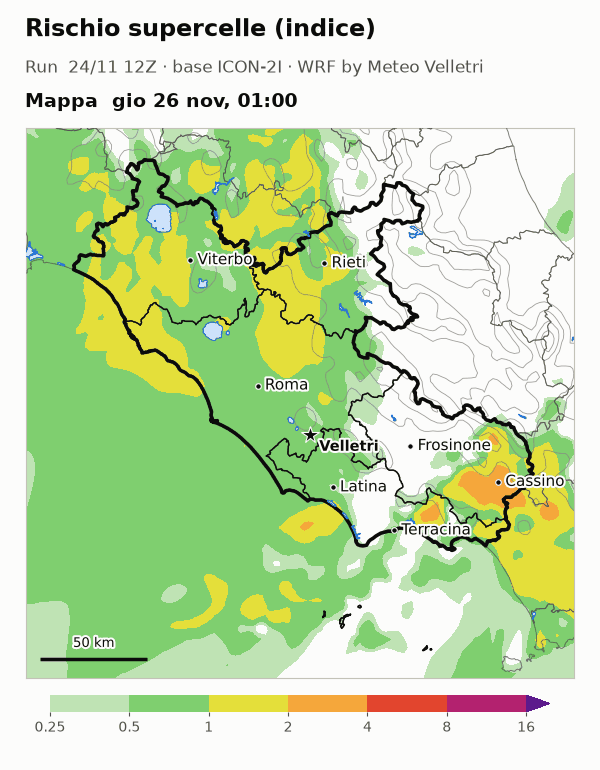 Rischio supercelle (indice)
Run 24/11 12Z · base ICON-2I · WRF by Meteo Velletri
Mappa gio 26 nov, 01:00
Viterbo
Rieti
Roma
Velletri
Frosinone
Cassino
Latina
Terracina
50 km
0.25 0.5 1 2 4 8 16